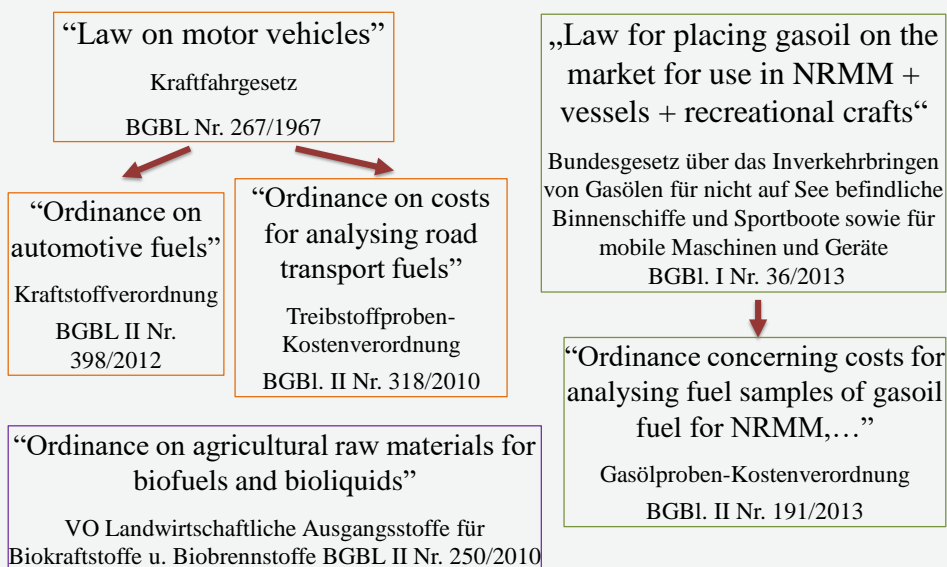 “Law on motor vehicles”
Kraftfahrgesetz
BGBL Nr. 267/1967
“Ordinance on
automotive fuels”
Kraftstoffverordnung
BGBL II Nr.
398/2012
“Ordinance on costs
for analysing road
transport fuels”
Treibstoffproben-
Kostenverordnung
BGBl. II Nr. 318/2010
„Law for placing gasoil on the
market for use in NRMM +
vessels + recreational crafts“
Bundesgesetz über das Inverkehrbringen
von Gasölen für nicht auf See befindliche
Binnenschiffe und Sportboote sowie für
mobile Maschinen und Geräte
BGBl. I Nr. 36/2013
“Ordinance concerning costs for
analysing fuel samples of gasoil
fuel for NRMM,…”
Gasölproben-Kostenverordnung
BGBl. II Nr. 191/2013
“Ordinance on agricultural raw materials for
biofuels and bioliquids”
VO Landwirtschaftliche Ausgangsstoffe für
Biokraftstoffe u. Biobrennstoffe BGBL II Nr. 250/2010